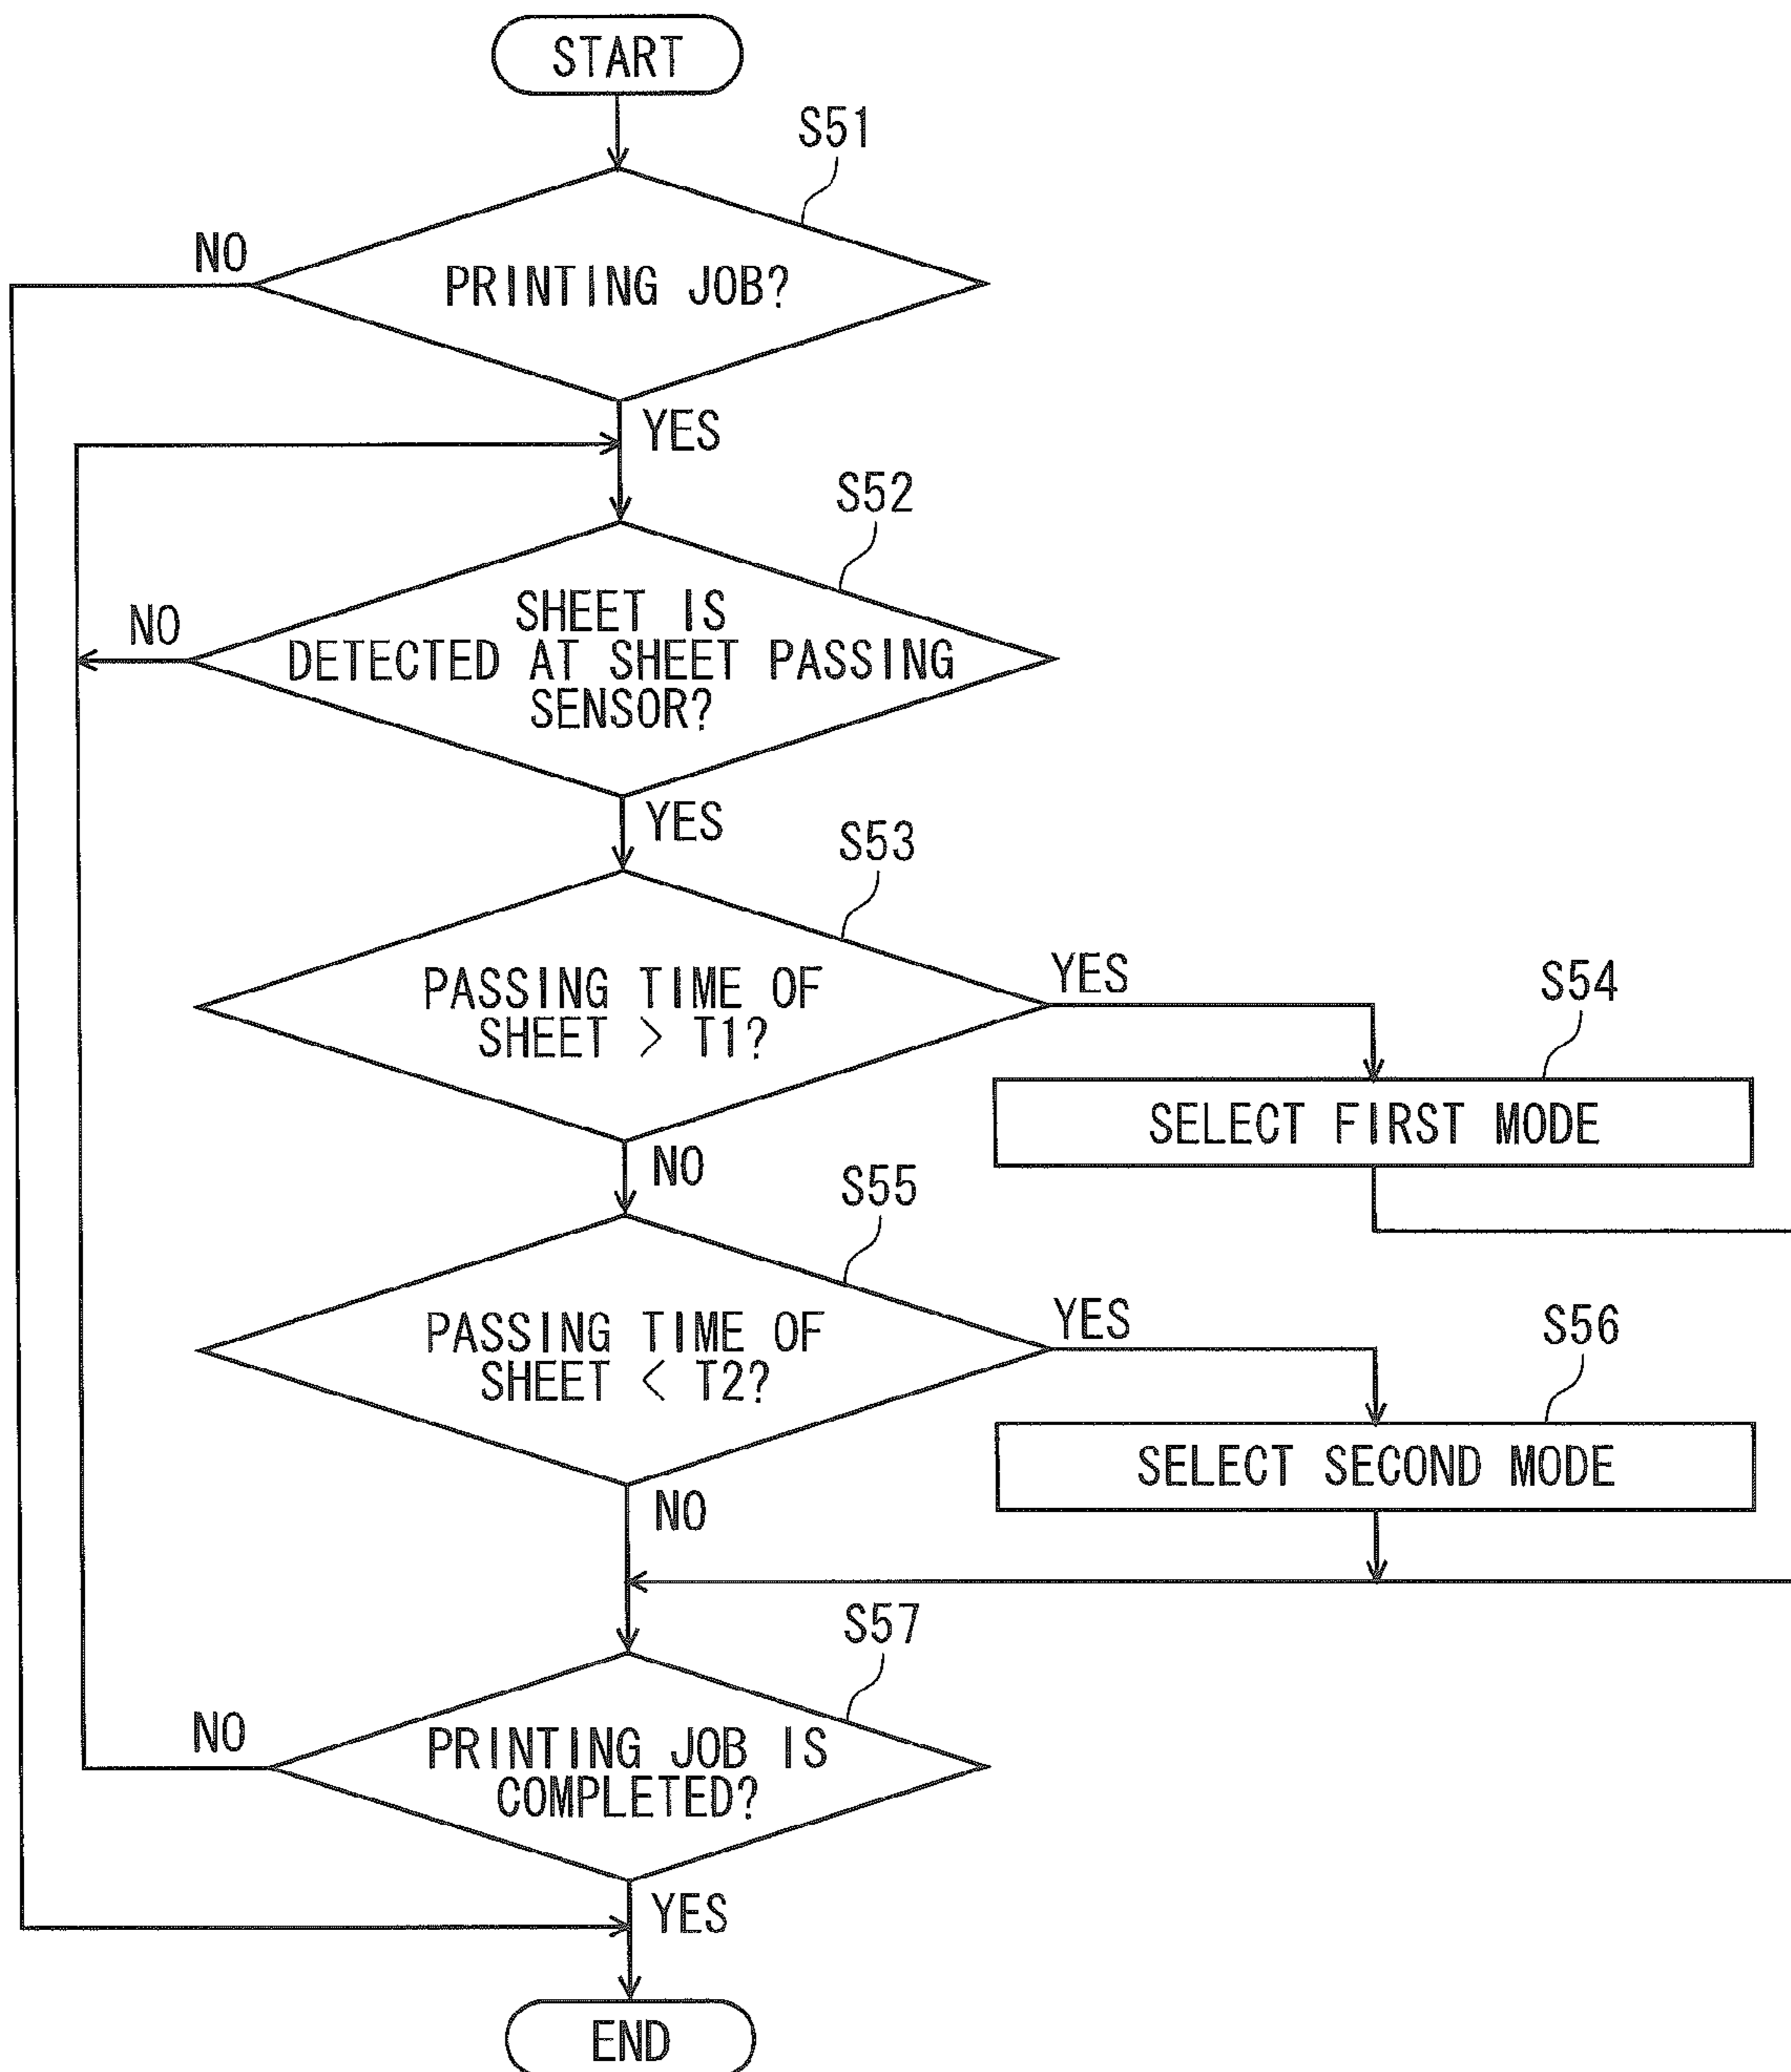 START
S51
NO
PRINTING JOB?
YES
S52
NO
SHEET IS
DETECTED AT SHEET PASSING
SENSOR?
YES
S53
PASSING TIME OF
SHEET > T1?
YES
S54
SELECT FIRST MODE
NO
S55
PASSING TIME OF
SHEET < T2?
YES
S56
SELECT SECOND MODE
NO
S57
NO
PRINTING JOB IS
COMPLETED?
YES
END